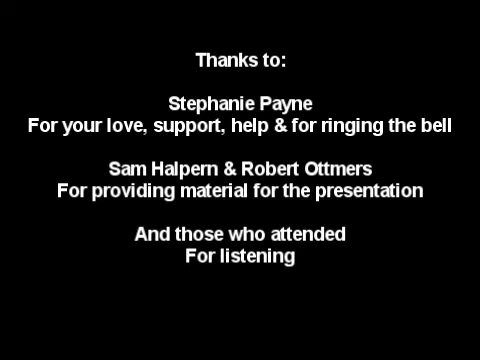 Thanks to:
Stephanie Payne
For your love, support, help & for ringing the bell
Sam Halpern & Robert Ottmers
For providing material for the presentation
And those who attended
For listening